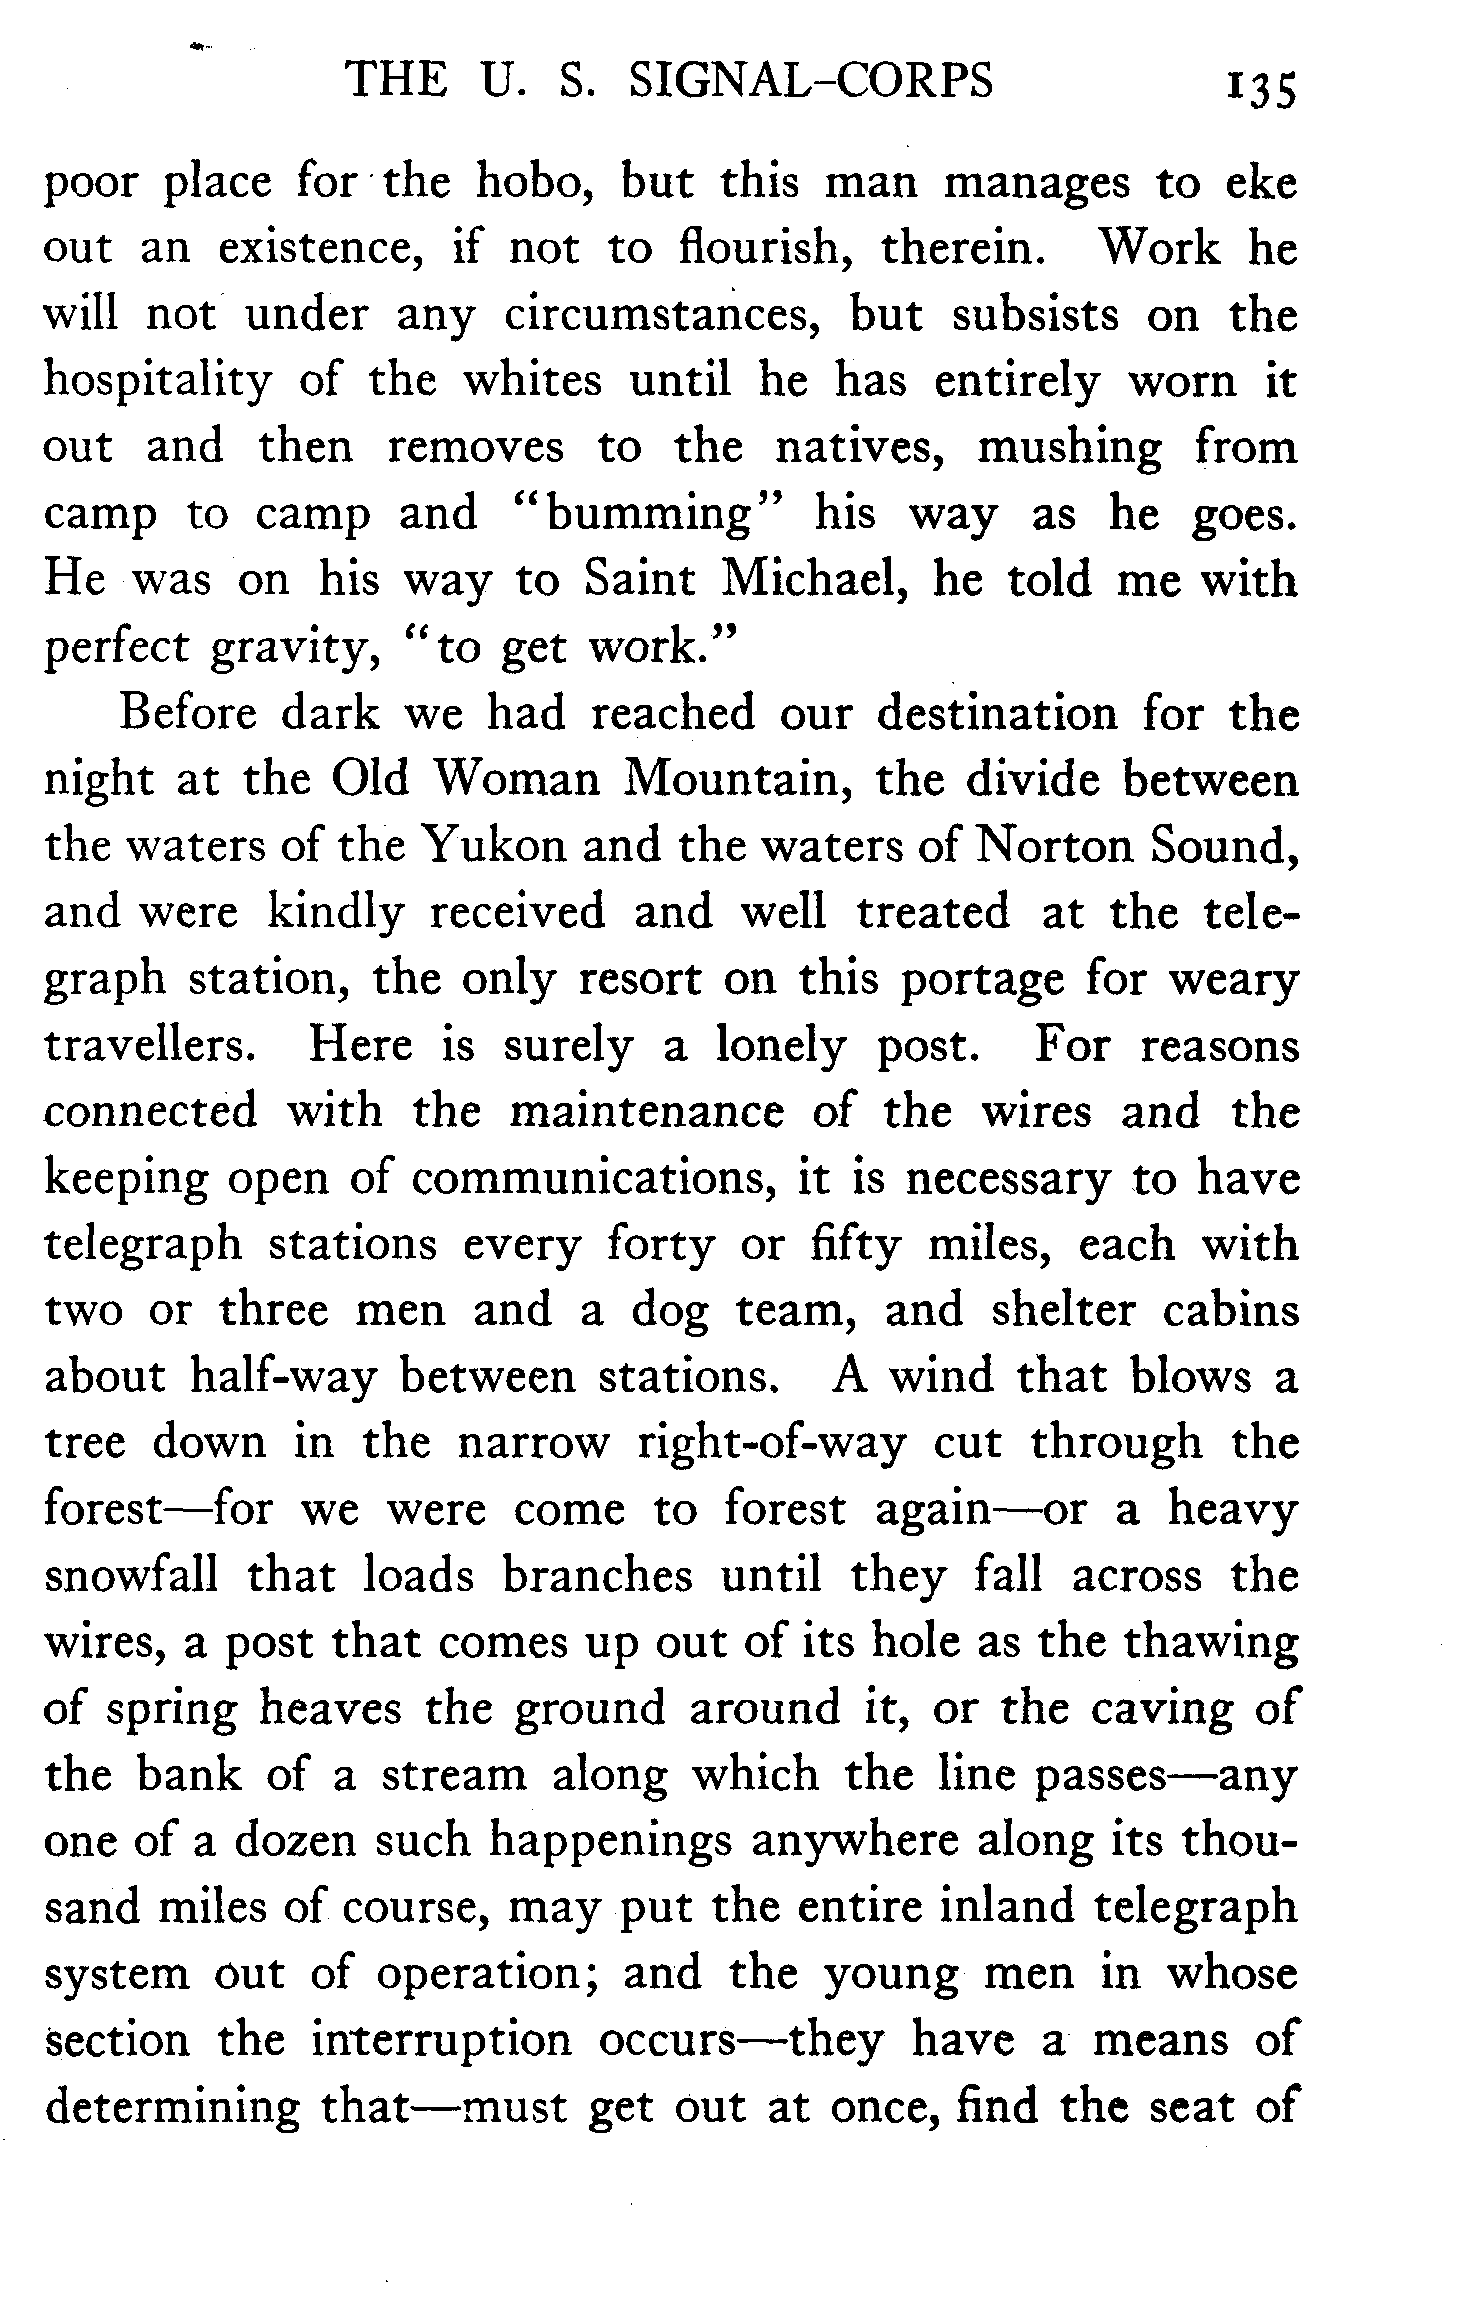 THE U. S. SIGNAL-CORPS 135
poor place for the hobo, but this man manages to eke
out an existence, if not to flourish, therein. Work he
will not under any circumstances, but subsists on the
hospitality of the whites until he has entirely worn it
out and then removes to the natives, mushing from
camp to camp and "bumming" his way as he goes.
He was on his way to Saint Michael, he told me with
perfect gravity, "to get work."
Before dark we had reached our destination for the
night at the Old Woman Mountain, the divide between
the waters of the Yukon and the waters of Norton Sound,
and were kindly received and well treated at the tele-
graph station, the only resort on this portage for weary
travellers. Here is surely a lonely post. For reasons
connected with the maintenance of the wires and the
keeping open of communications, it is necessary to have
telegraph stations every forty or fifty miles, each with
two or three men and a dog team, and shelter cabins
about half-way between stations. A wind that blows a
tree down in the narrow right-of-way cut through the
forest—for we were come to forest again—or a heavy
snowfall that loads branches until they fall across the
wires, a post that comes up out of its hole as the thawing
of spring heaves the ground around it, or the caving of
the bank of a stream along which the line passes—any
one of a dozen such happenings anywhere along its thou-
sand miles of course, may put the entire inland telegraph
system out of operation; and the young men in whose
section the interruption occurs—they have a means of
determining that—must get out at once, find the seat of